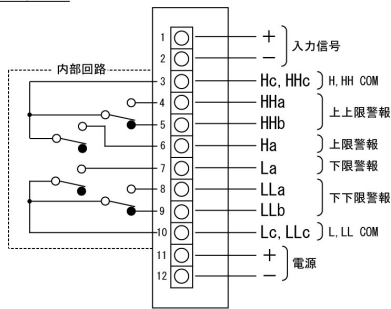 1 + 入力信号
2 −
内部回路
3 Hc, HHc H, HH COM
4 HHa 上上限警報
5 HHb
6 Ha 上限警報
7 La 下限警報
8 LLa 下下限警報
9 LLb
10 Lc, LLc L, LL COM
11 + 電源
12 −